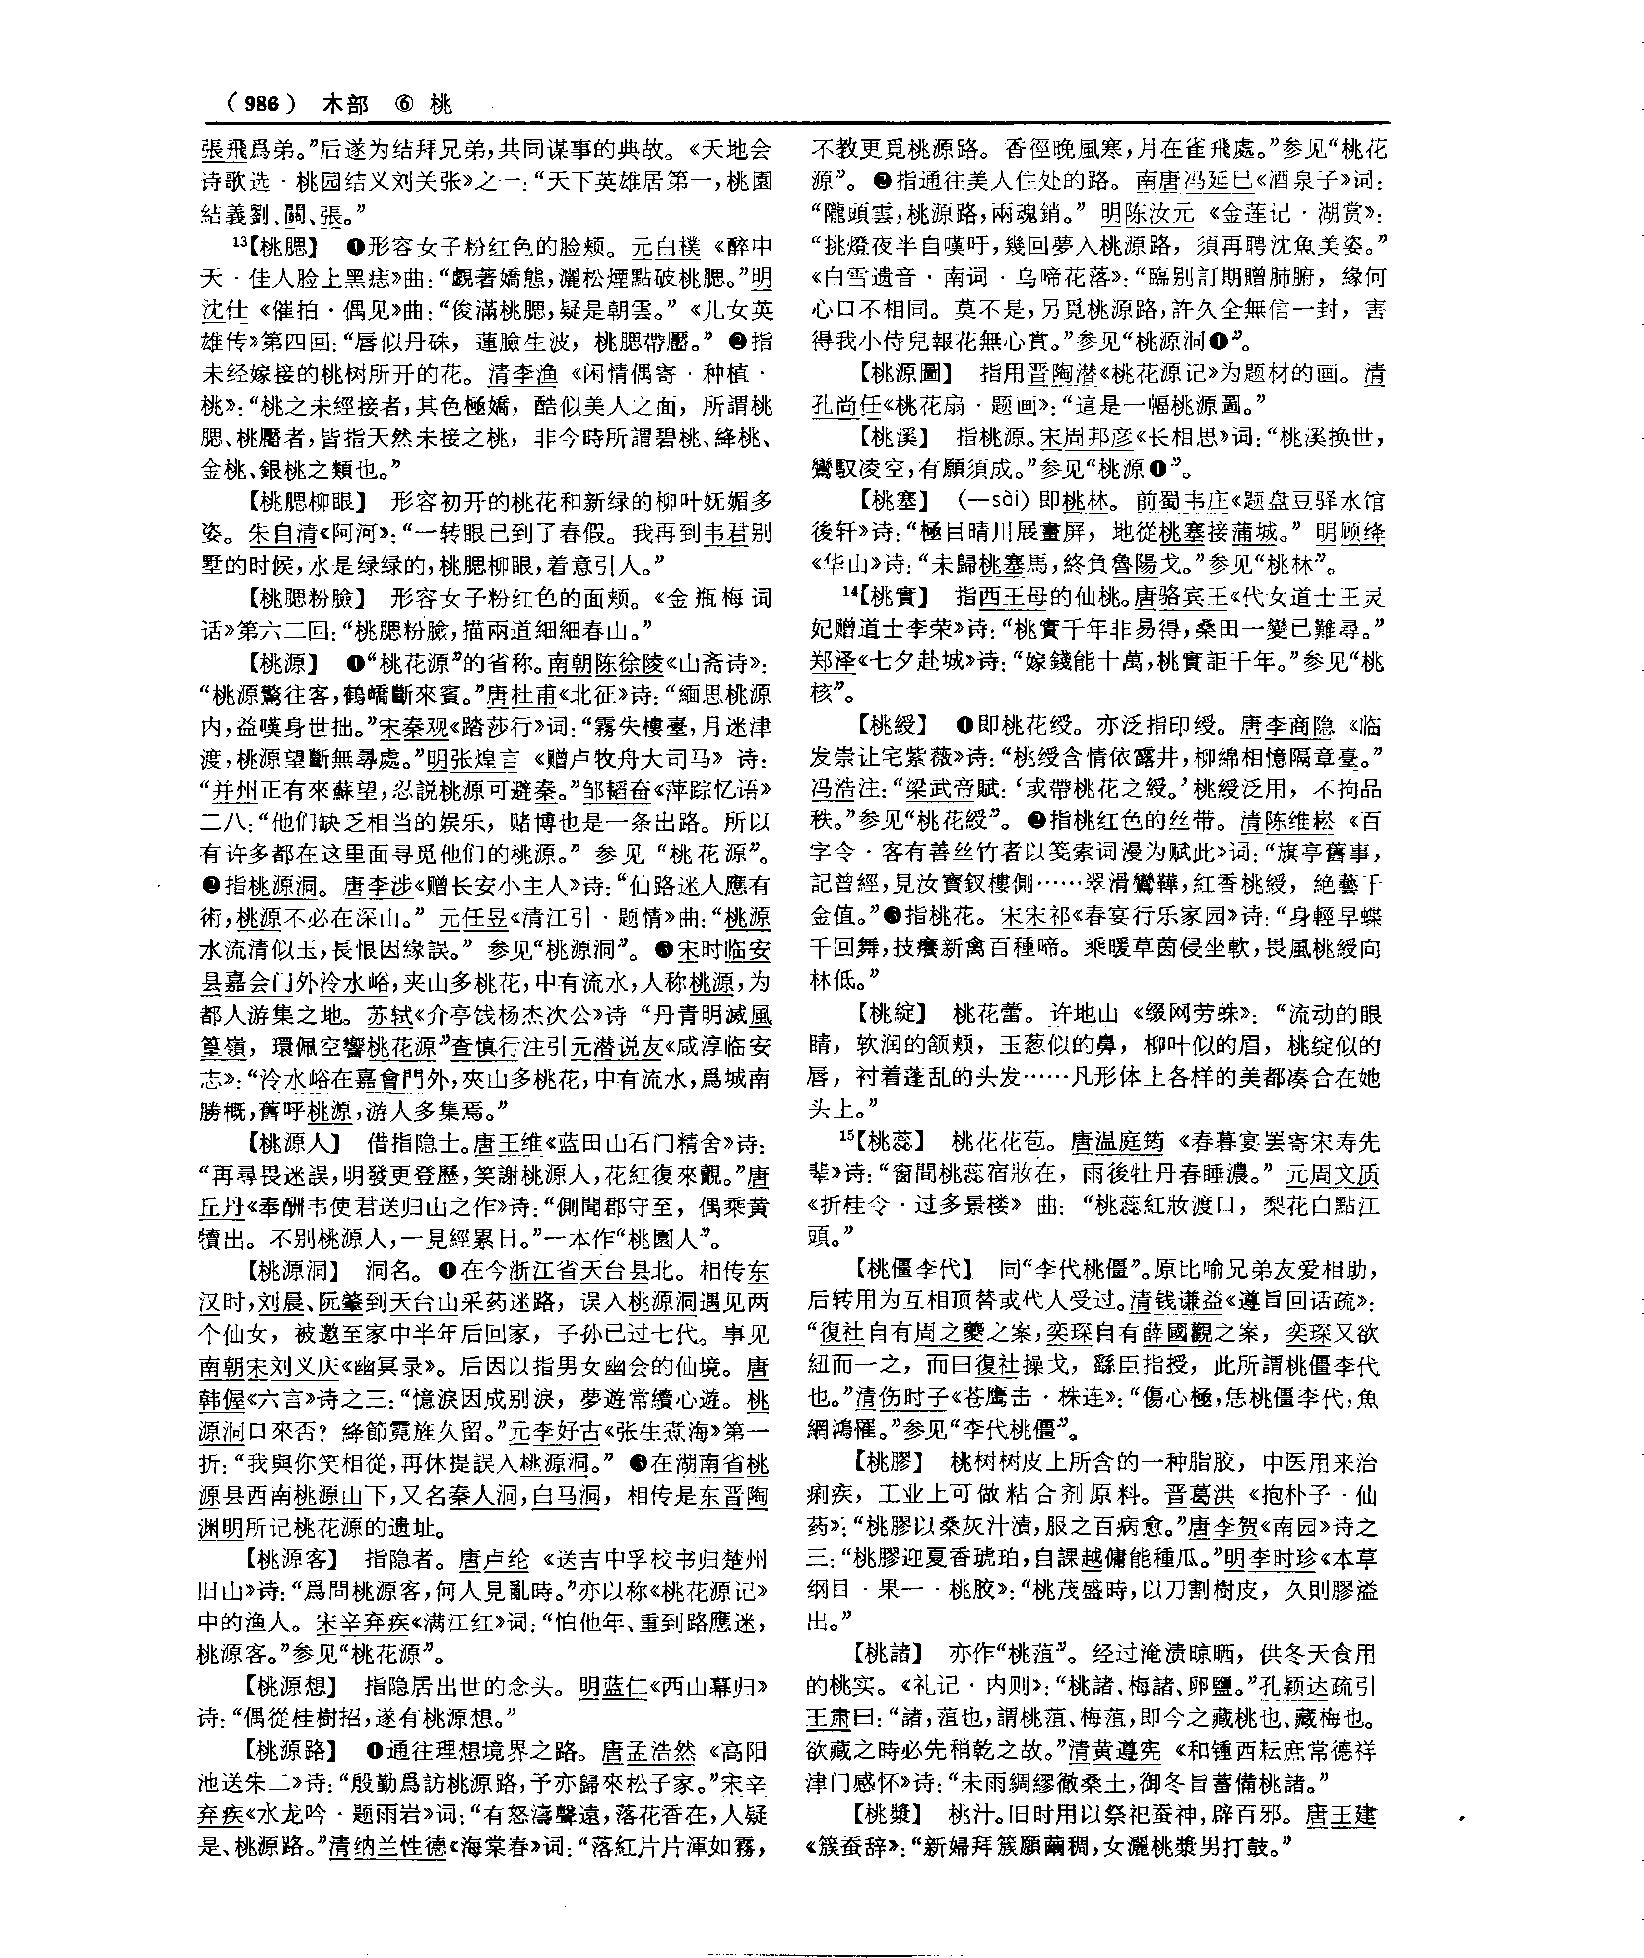 （986） 木部 ⑥ 桃
張飛爲弟。”后遂为结拜兄弟，共同谋事的典故。《天地会
诗歌选·桃园结义刘关张》之一：“天下英雄居第一，桃園
結義劉、關、張。”
13【桃腮】 ❶形容女子粉红色的脸颊。元白樸《醉中
天·佳人脸上黑痣》曲：“覷著嬌態，灑松煙點破桃腮。”明
沈仕《催拍·偶见》曲：“俊滿桃腮，疑是朝雲。”《儿女英
雄传》第四回：“唇似丹硃，蓮臉生波，桃腮帶靨。”❷指
未经嫁接的桃树所开的花。清李渔《闲情偶寄·种植·
桃》：“桃之未經接者，其色極嬌，酷似美人之面，所謂桃
腮、桃靨者，皆指天然未接之桃，非今時所謂碧桃、絳桃、
金桃、銀桃之類也。”
【桃腮柳眼】 形容初开的桃花和新绿的柳叶妩媚多
姿。朱自清《阿河》：“一转眼已到了春假。我再到韦君别
墅的时候，水是绿绿的，桃腮柳眼，着意引人。”
【桃腮粉臉】 形容女子粉红色的面颊。《金瓶梅词
话》第六二回：“桃腮粉臉，描兩道細細春山。”
【桃源】 ❶“桃花源”的省称。南朝陈徐陵《山斋诗》：
“桃源驚往客，鶴嶠斷來賓。”唐杜甫《北征》诗：“緬思桃源
内，益嘆身世拙。”宋秦观《踏莎行》词：“霧失樓臺，月迷津
渡，桃源望斷無尋處。”明张煌言《赠卢牧舟大司马》诗：
“并州正有來蘇望，忍説桃源可避秦。”邹韬奋《萍踪忆语》
二八：“他们缺乏相当的娱乐，赌博也是一条出路。所以
有许多都在这里面寻觅他们的桃源。”参见“桃花源”。
❷指桃源洞。唐李涉《赠长安小主人》诗：“仙路迷人應有
術，桃源不必在深山。”元任昱《清江引·题情》曲：“桃源
水流清似玉，長恨因緣誤。”参见“桃源洞”。❸宋时临安
县嘉会门外泠水峪，夹山多桃花，中有流水，人称桃源，为
都人游集之地。苏轼《介亭饯杨杰次公》诗“丹青明滅風
篁嶺，環佩空響桃花源”查慎行注引元潜说友《咸淳临安
志》：“泠水峪在嘉會門外，夾山多桃花，中有流水，爲城南
勝概，舊呼桃源，游人多集焉。”
【桃源人】 借指隐士。唐王维《蓝田山石门精舍》诗：
“再尋畏迷誤，明發更登歷，笑謝桃源人，花紅復來覿。”唐
丘丹《奉酬韦使君送归山之作》诗：“側聞郡守至，偶乘黄
犢出。不别桃源人，一見經累日。”一本作“桃園人”。
【桃源洞】 洞名。❶在今浙江省天台县北。相传东
汉时，刘晨、阮肇到天台山采药迷路，误入桃源洞遇见两
个仙女，被邀至家中半年后回家，子孙已过七代。事见
南朝宋刘义庆《幽冥录》。后因以指男女幽会的仙境。唐
韩偓《六言》诗之三：“憶淚因成别淚，夢遊常續心遊。桃
源洞口來否？絳節霓旌久留。”元李好古《张生煮海》第一
折：“我與你笑相從，再休提誤入桃源洞。”❷在湖南省桃
源县西南桃源山下，又名秦人洞，白马洞，相传是东晋陶
渊明所记桃花源的遗址。
【桃源客】 指隐者。唐卢纶《送吉中孚校书归楚州
旧山》诗：“爲問桃源客，何人見亂時。”亦以称《桃花源记》
中的渔人。宋辛弃疾《满江红》词：“怕他年、重到路應迷，
桃源客。”参见“桃花源”。
【桃源想】 指隐居出世的念头。明蓝仁《西山暮归》
诗：“偶從桂樹招，遂有桃源想。”
【桃源路】 ❶通往理想境界之路。唐孟浩然《高阳
池送朱二》诗：“殷勤爲訪桃源路，予亦歸來松子家。”宋辛
弃疾《水龙吟·题雨岩》词：“有怒濤聲遠，落花香在，人疑
是、桃源路。”清纳兰性德《海棠春》词：“落紅片片渾如霧，
不教更覓桃源路。香徑晚風寒，月在雀飛處。”参见“桃花
源”。❷指通往美人住处的路。南唐冯延巳《酒泉子》词：
“隴頭雲，桃源路，兩魂銷。”明陈汝元《金莲记·湖赏》：
“挑燈夜半自嘆吁，幾回夢入桃源路，須再聘沈魚美姿。”
《白雪遗音·南词·乌啼花落》：“臨别訂期贈肺腑，緣何
心口不相同。莫不是，另覓桃源路，許久全無信一封，害
得我小侍兒報花無心賞。”参见“桃源洞❶”。
【桃源圖】 指用晋陶潜《桃花源记》为题材的画。清
孔尚任《桃花扇·题画》：“這是一幅桃源圖。”
【桃溪】 指桃源。宋周邦彦《长相思》词：“桃溪换世，
鸞馭凌空，有願須成。”参见“桃源❶”。
【桃塞】 （—sài）即桃林。前蜀韦庄《题盘豆驿水馆
後轩》诗：“極目晴川展畫屏，地從桃塞接蒲城。”明顾绛
《华山》诗：“未歸桃塞馬，終負魯陽戈。”参见“桃林”。
14【桃實】 指西王母的仙桃。唐骆宾王《代女道士王灵
妃赠道士李荣》诗：“桃實千年非易得，桑田一變已難尋。”
郑泽《七夕赴城》诗：“嫁錢能十萬，桃實詎千年。”参见“桃
核”。
【桃綬】 ❶即桃花绶。亦泛指印绶。唐李商隐《临
发崇让宅紫薇》诗：“桃綬含情依露井，柳綿相憶隔章臺。”
冯浩注：“梁武帝賦：‘或帶桃花之綬。’桃綬泛用，不拘品
秩。”参见“桃花綬”。❷指桃红色的丝带。清陈维崧《百
字令·客有善丝竹者以笺索词漫为赋此》词：“旗亭舊事，
記曾經，見汝寶釵樓側……翠滑鸞鞾，紅香桃綬，絶藝千
金值。”❸指桃花。宋宋祁《春宴行乐家园》诗：“身輕早蝶
千回舞，技癢新禽百種啼。乘暖草茵侵坐軟，畏風桃綬向
林低。”
【桃綻】 桃花蕾。许地山《缀网劳蛛》：“流动的眼
睛，软润的颔颊，玉葱似的鼻，柳叶似的眉，桃绽似的
唇，衬着蓬乱的头发……凡形体上各样的美都凑合在她
头上。”
15【桃蕊】 桃花花苞。唐温庭筠《春暮宴罢寄宋寿先
辈》诗：“窗間桃蕊宿妝在，雨後牡丹春睡濃。”元周文质
《折桂令·过多景楼》曲：“桃蕊紅妝渡口，梨花白點江
頭。”
【桃僵李代】 同“李代桃僵”。原比喻兄弟友爱相助，
后转用为互相顶替或代人受过。清钱谦益《遵旨回话疏》：
“復社自有周之夔之案，奕琛自有薛國觀之案，奕琛又欲
紐而一之，而曰復社操戈，繇臣指授，此所謂桃僵李代
也。”清伤时子《苍鹰击·株连》：“傷心極，恁桃僵李代，魚
網鴻罹。”参见“李代桃僵”。
【桃膠】 桃树树皮上所含的一种脂胶，中医用来治
痢疾，工业上可做粘合剂原料。晋葛洪《抱朴子·仙
药》：“桃膠以桑灰汁漬，服之百病愈。”唐李贺《南园》诗之
三：“桃膠迎夏香琥珀，自課越傭能種瓜。”明李时珍《本草
纲目·果一·桃胶》：“桃茂盛時，以刀割樹皮，久則膠溢
出。”
【桃諸】 亦作“桃菹”。经过淹渍晾晒，供冬天食用
的桃实。《礼记·内则》：“桃諸、梅諸、卵鹽。”孔颖达疏引
王肃曰：“諸，菹也，謂桃菹、梅菹，即今之藏桃也、藏梅也。
欲藏之時必先稍乾之故。”清黄遵宪《和锺西耘庶常德祥
津门感怀》诗：“未雨綢繆徹桑土，御冬旨蓄備桃諸。”
【桃漿】 桃汁。旧时用以祭祀蚕神，辟百邪。唐王建
《簇蚕辞》：“新婦拜簇願繭稠，女灑桃漿男打鼓。”